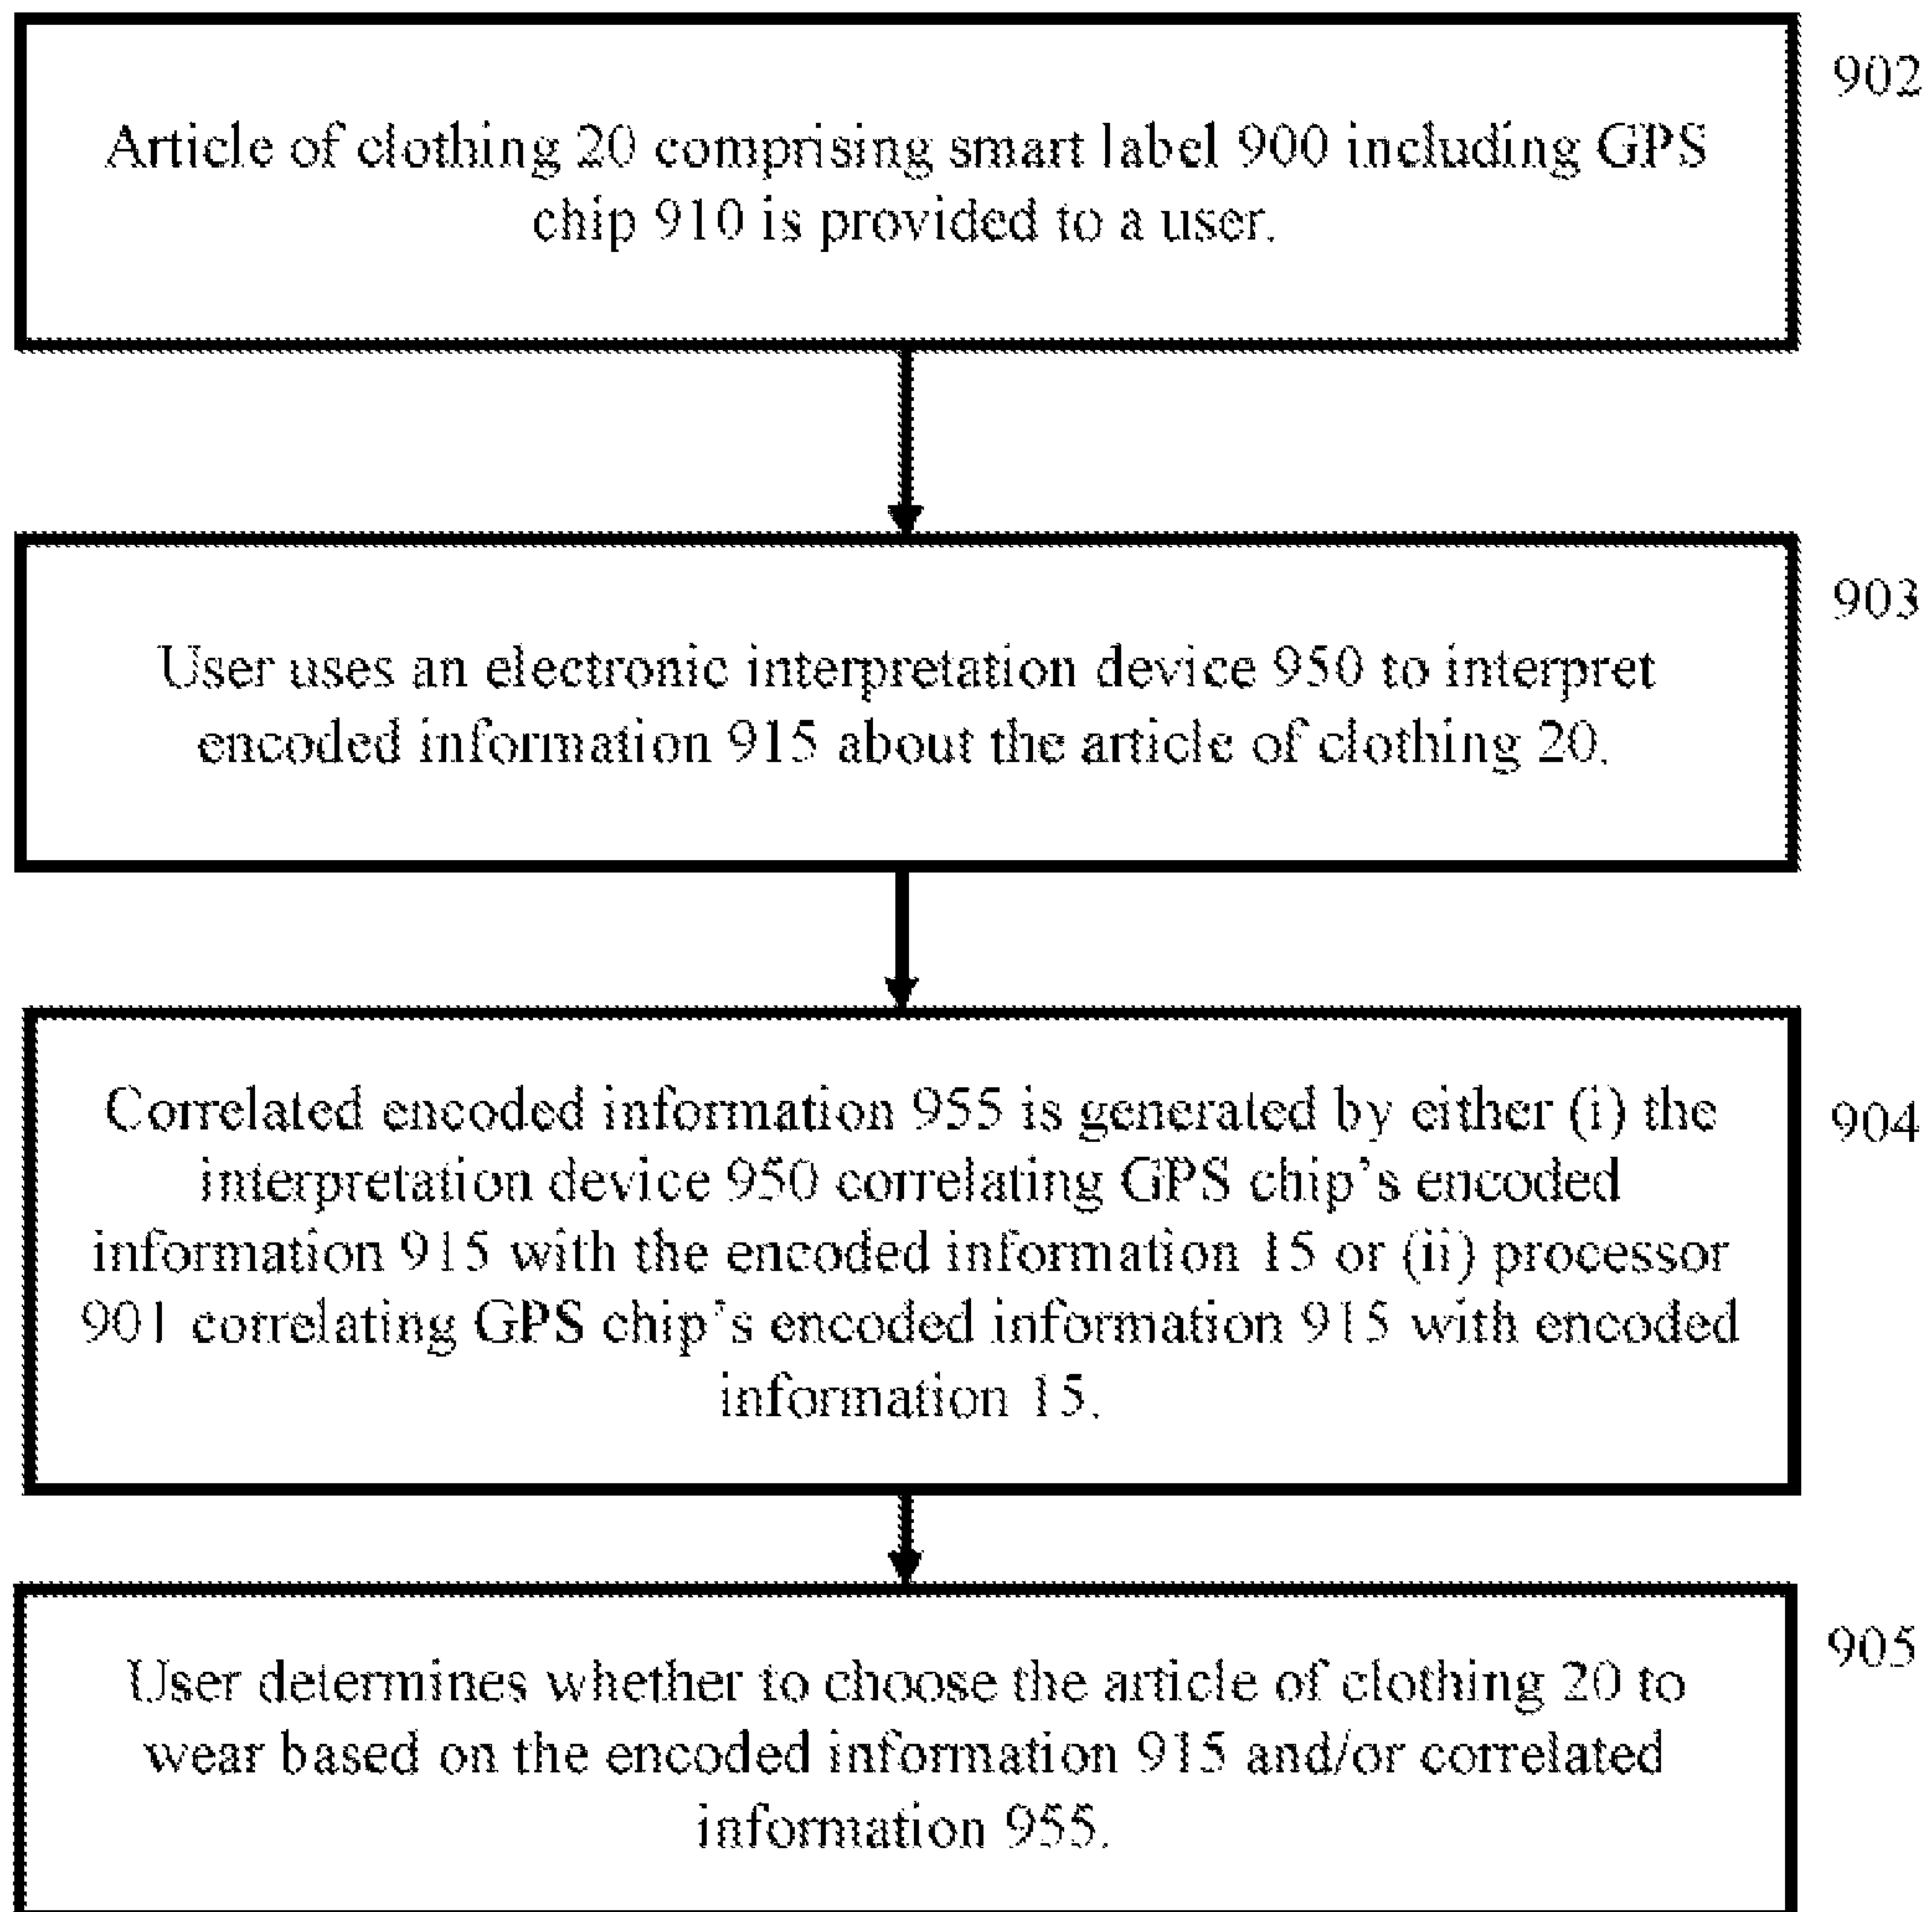 902
Article of clothing 20 comprising smart label 900 including GPS
chip 910 is provided to a user.
903
User uses an electronic interpretation device 950 to interpret
encoded information 915 about the article of clothing 20.
904
Correlated encoded information 955 is generated by either (i) the
interpretation device 950 correlating GPS chip's encoded
information 915 with the encoded information 15 or (ii) processor
901 correlating GPS chip's encoded information 915 with encoded
information 15.
905
User determines whether to choose the article of clothing 20 to
wear based on the encoded information 915 and/or correlated
information 955.